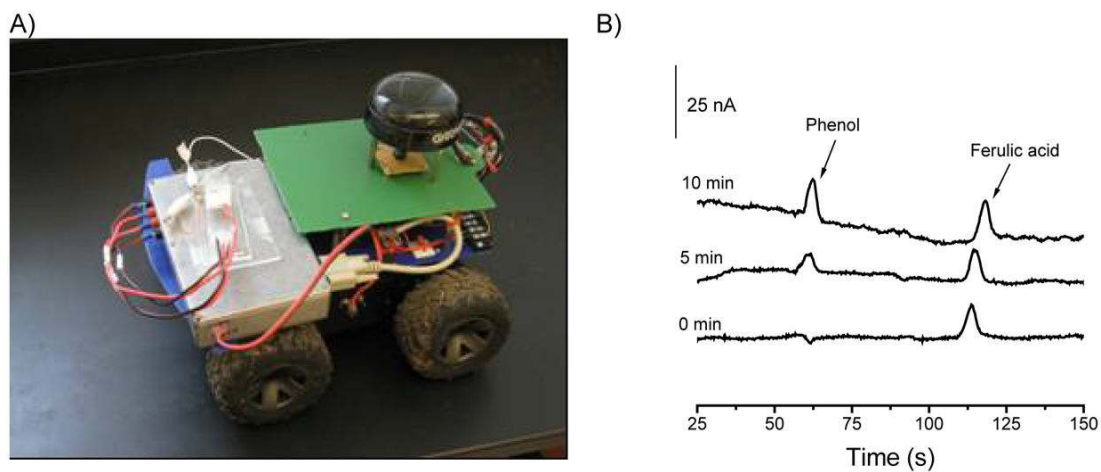 A)
B)
25 nA
Phenol
Ferulic acid
10 min
5 min
0 min
25 50 75 100 125 150
Time (s)